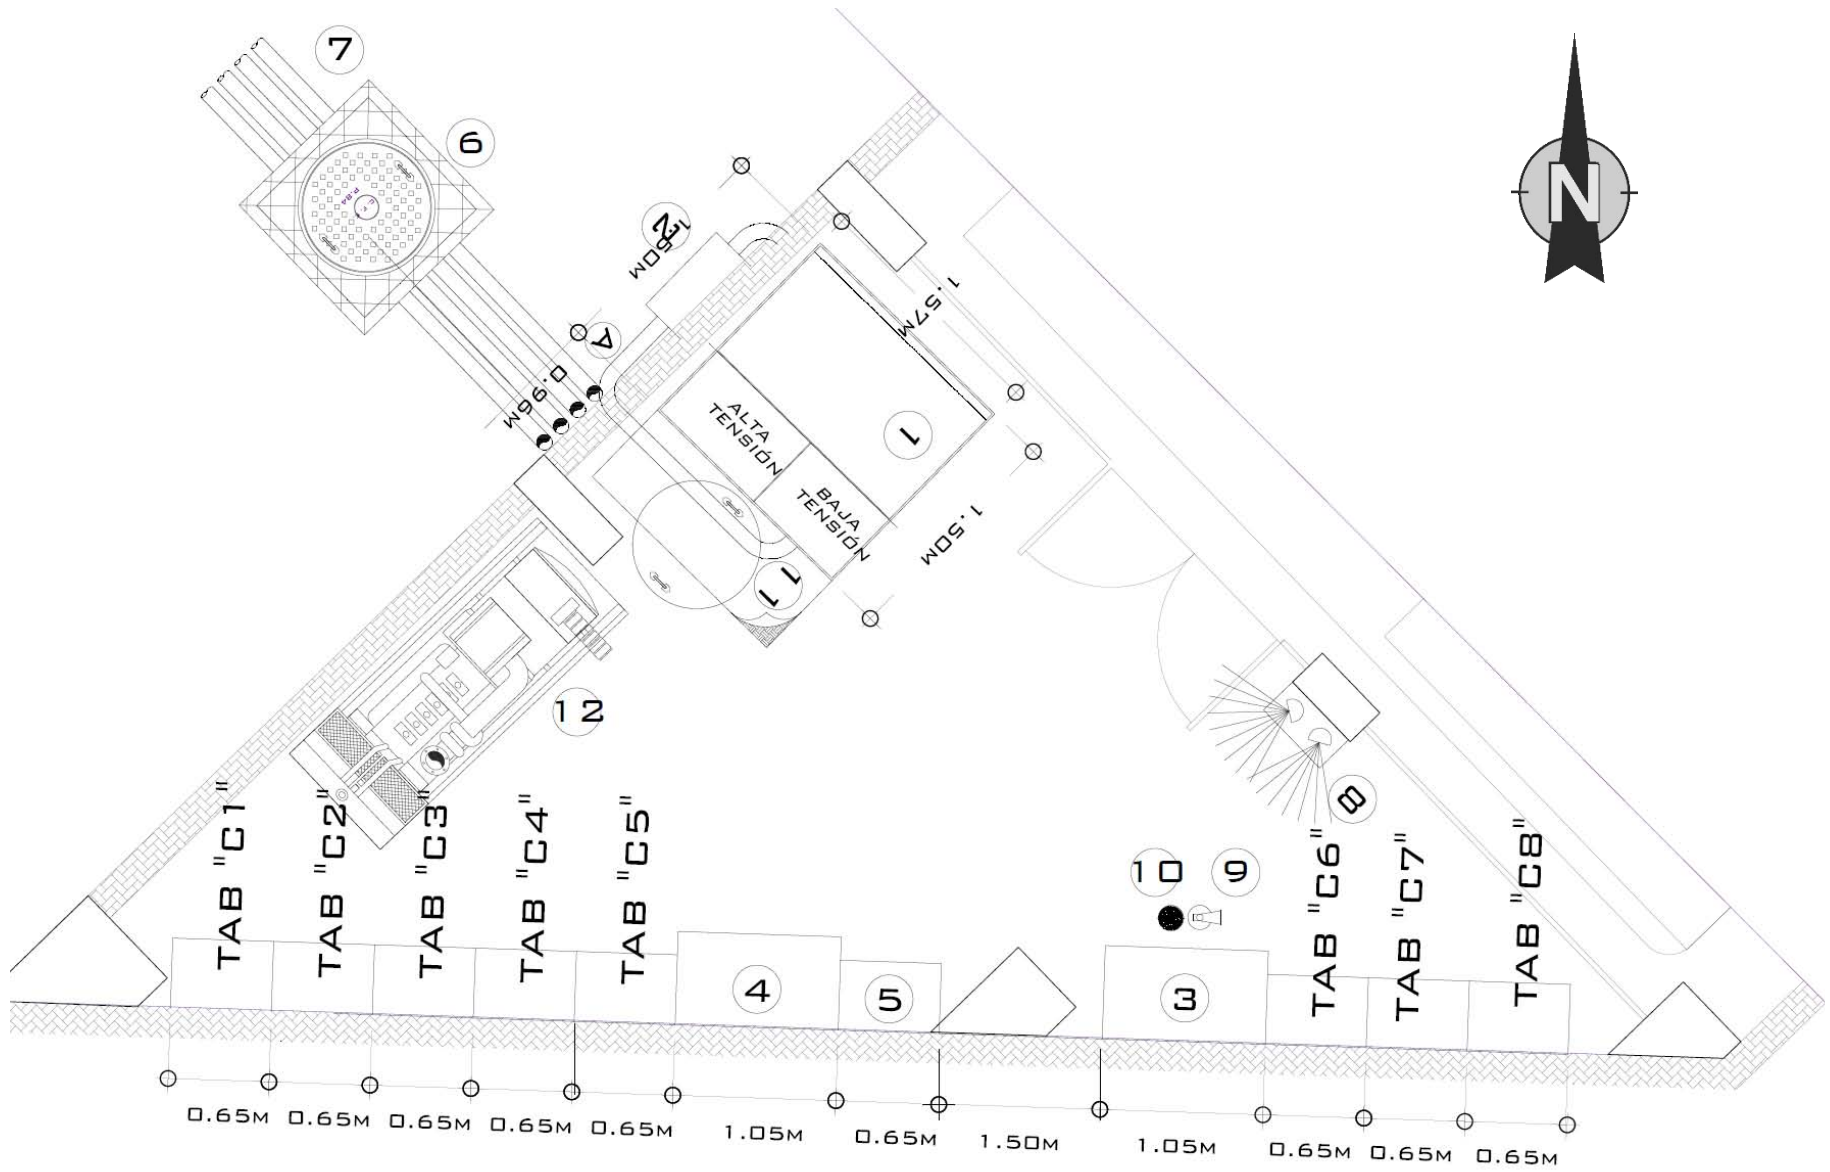 7
6
N
2
1.50M
1.57M
A
0.96M
ALTA
TENSIÓN
1
BAJA
TENSIÓN
1.50M
11
12
8
10
9
TAB "C1"
TAB "C2"
TAB "C3"
TAB "C4"
TAB "C5"
TAB "C6"
TAB "C7"
TAB "C8"
4
5
3
0.65M 0.65M 0.65M 0.65M 0.65M 1.05M 0.65M 1.50M 1.05M 0.65M 0.65M 0.65M